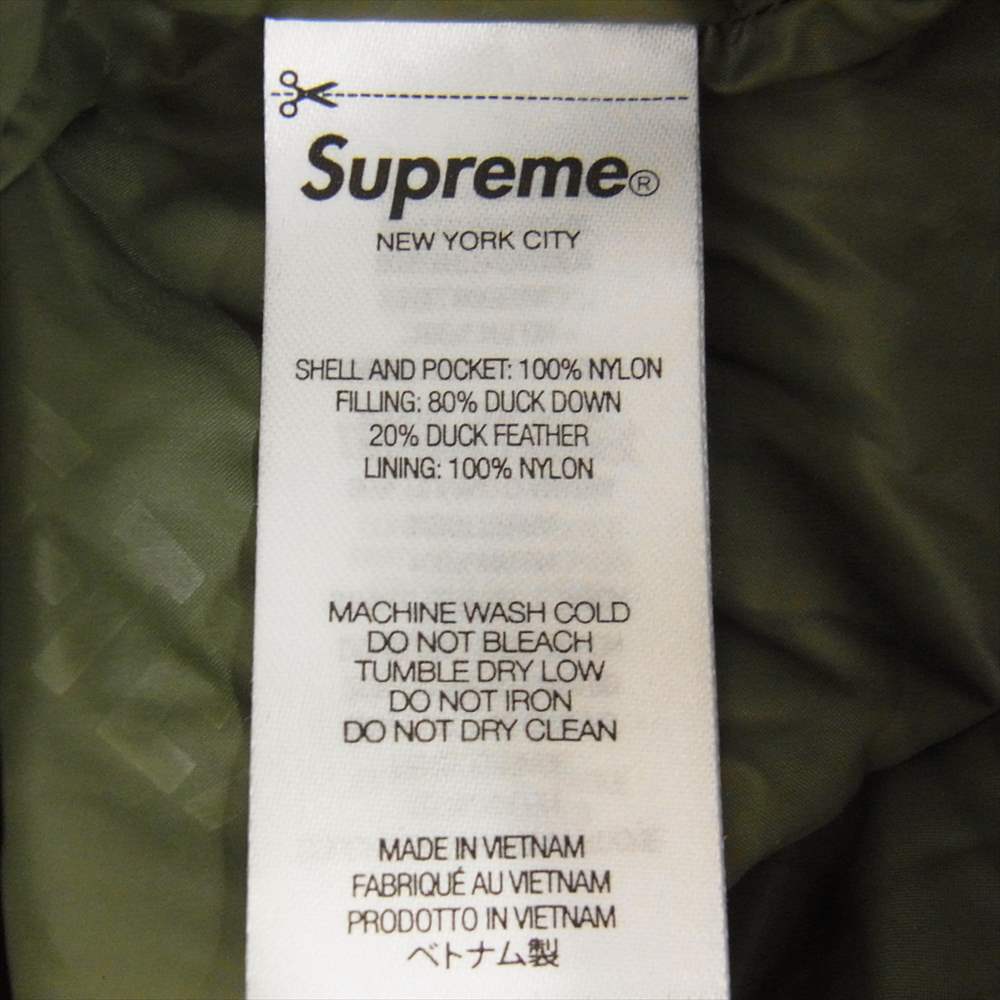 Supreme®
NEW YORK CITY
SHELL AND POCKET: 100% NYLON
FILLING: 80% DUCK DOWN
20% DUCK FEATHER
LINING: 100% NYLON
MACHINE WASH COLD
DO NOT BLEACH
TUMBLE DRY LOW
DO NOT IRON
DO NOT DRY CLEAN
MADE IN VIETNAM
FABRIQUÉ AU VIETNAM
PRODOTTO IN VIETNAM
ベトナム製